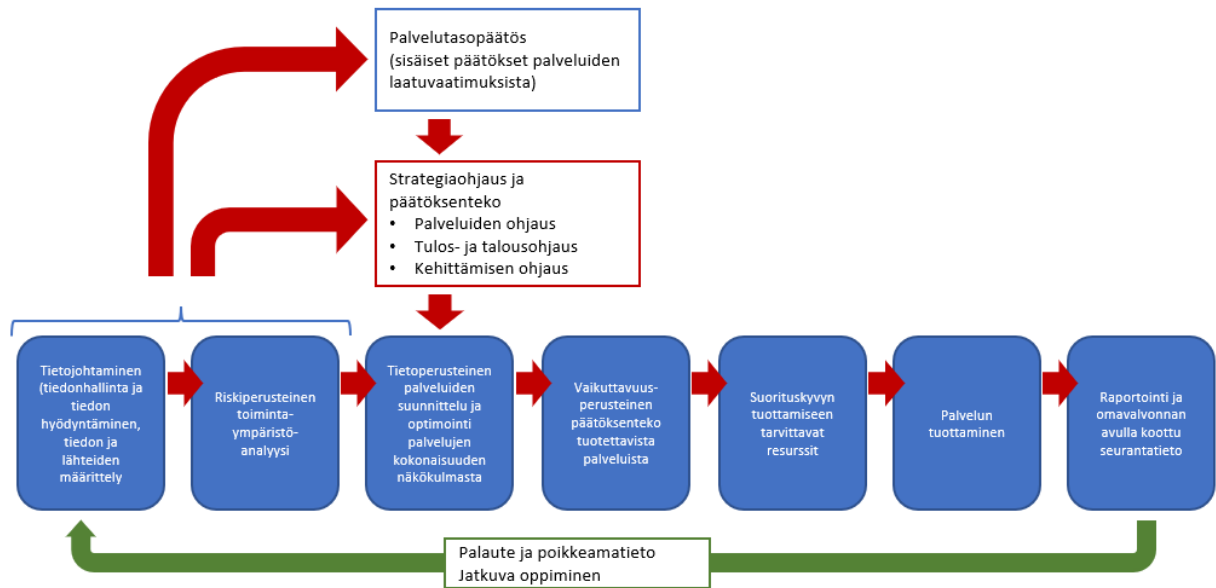 Palvelutasopäätös
(sisäiset päätökset palveluiden
laatuvaatimuksista)
Strategiaohjaus ja
päätöksenteko
• Palveluiden ohjaus
• Tulos- ja talousohjaus
• Kehittämisen ohjaus
Tietojohtaminen
(tiedonhallinta ja
tiedon
hyödyntäminen,
tiedon ja
lähteiden
määrittely
Riskiperusteinen
toiminta-
ympäristö-
analyysi
Tietoperusteinen
palveluiden
suunnittelu ja
optimointi
palvelujen
kokonaisuuden
näkökulmasta
Vaikuttavuus-
perusteinen
päätöksenteko
tuotettavista
palveluista
Suorituskyvyn
tuottamiseen
tarvittavat
resurssit
Palvelun
tuottaminen
Raportointi ja
omavalvonnan
avulla koottu
seurantatieto
Palaute ja poikkeamatieto
Jatkuva oppiminen